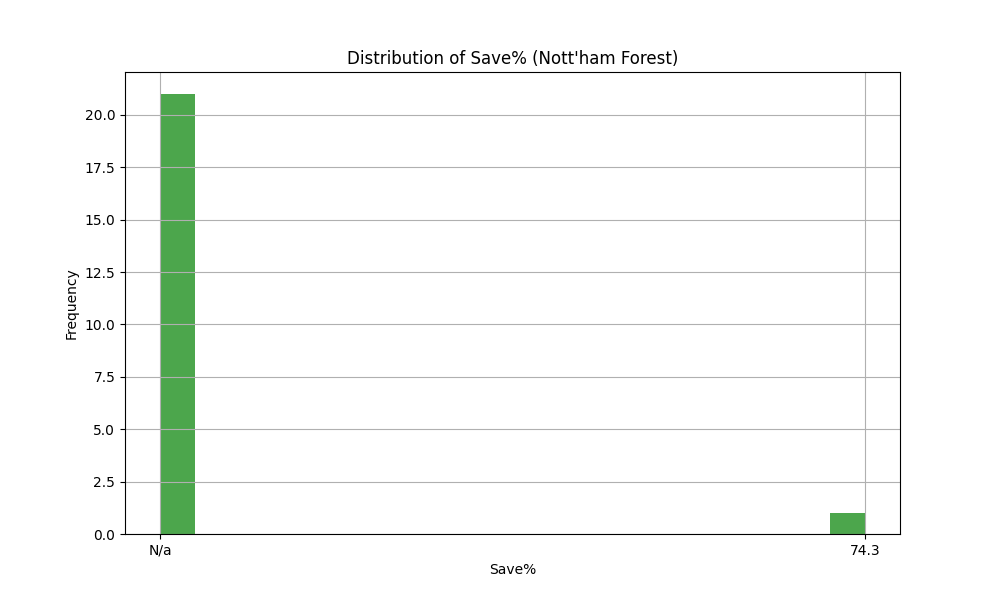 Distribution of Save% (Nott'ham Forest)
20.0
17.5
15.0
12.5
10.0
7.5
5.0
2.5
0.0
Frequency
N/a 74.3
Save%